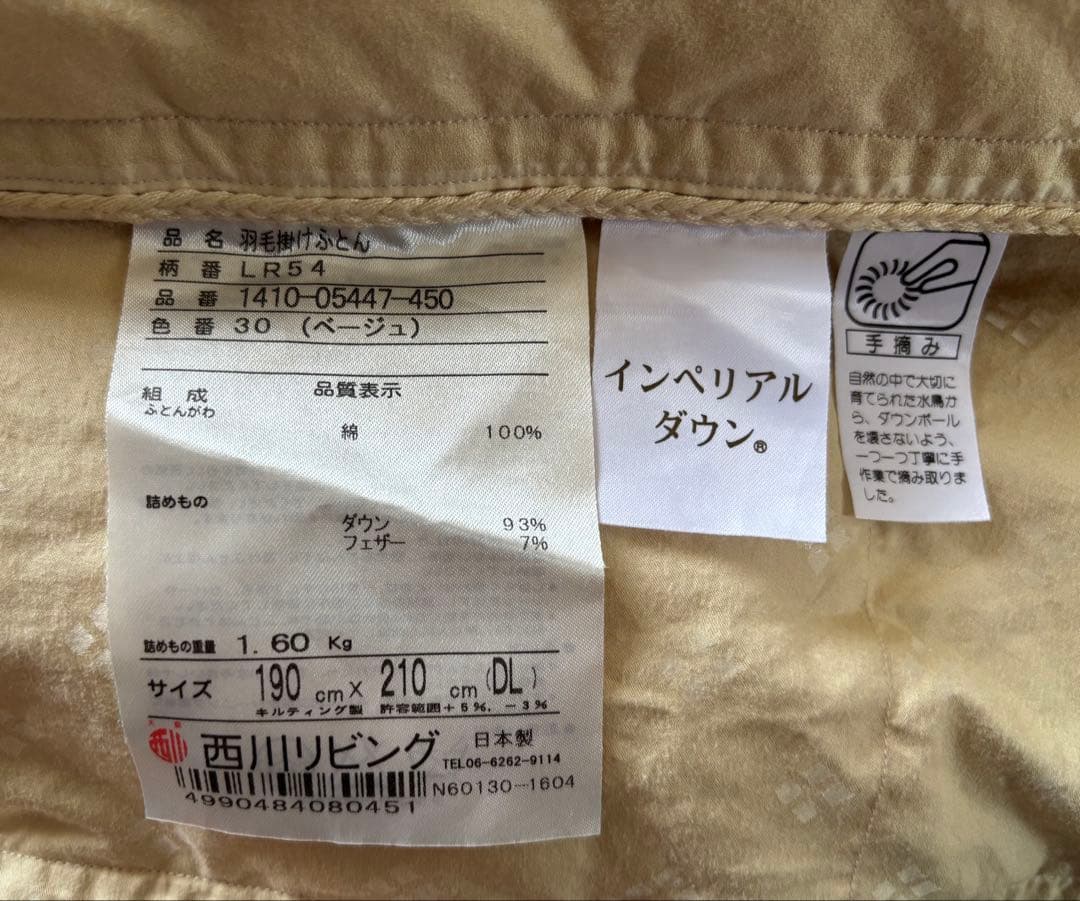 品 名 羽毛掛けふとん
柄 番 LR54
品 番 1410-05447-450
色 番 30 (ベージュ)
品質表示
組 成
ふとんがわ
綿 100%
詰めもの
ダウン 93%
フェザー 7%
詰めもの重量 1.60 Kg
サイズ 190 cm × 210 cm (DL)
キルティング製 許容範囲+5%, -3%
西川 西川リビング 日本製
TEL06-6262-9114
N60130-1604
4990484080451
インペリアル
ダウン®
手摘み
自然の中で大切に
育てられた水鳥か
ら、ダウンボール
を壊さないよう、
一つ一つ丁寧に手
作業で摘み取りま
した。